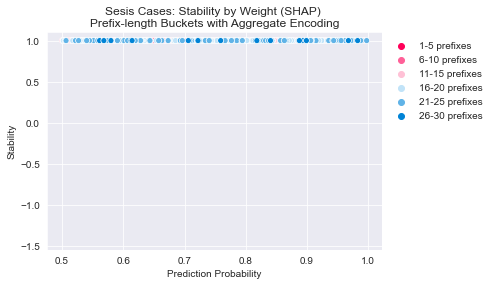 Sesis Cases: Stability by Weight (SHAP)
Prefix-length Buckets with Aggregate Encoding
1-5 prefixes
6-10 prefixes
11-15 prefixes
16-20 prefixes
21-25 prefixes
26-30 prefixes
Stability
1.0
0.5
0.0
−0.5
−1.0
−1.5
0.5 0.6 0.7 0.8 0.9 1.0
Prediction Probability